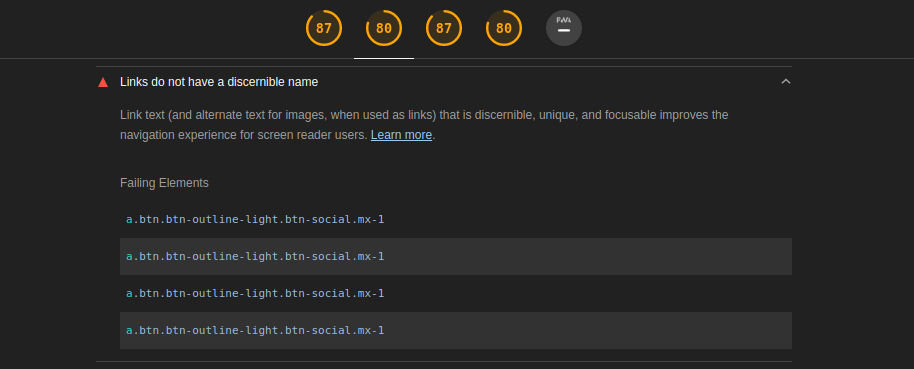 87 80 87 80 PWA
Links do not have a discernible name
Link text (and alternate text for images, when used as links) that is discernible, unique, and focusable improves the
navigation experience for screen reader users. Learn more.
Failing Elements
a.btn.btn-outline-light.btn-social.mx-1
a.btn.btn-outline-light.btn-social.mx-1
a.btn.btn-outline-light.btn-social.mx-1
a.btn.btn-outline-light.btn-social.mx-1